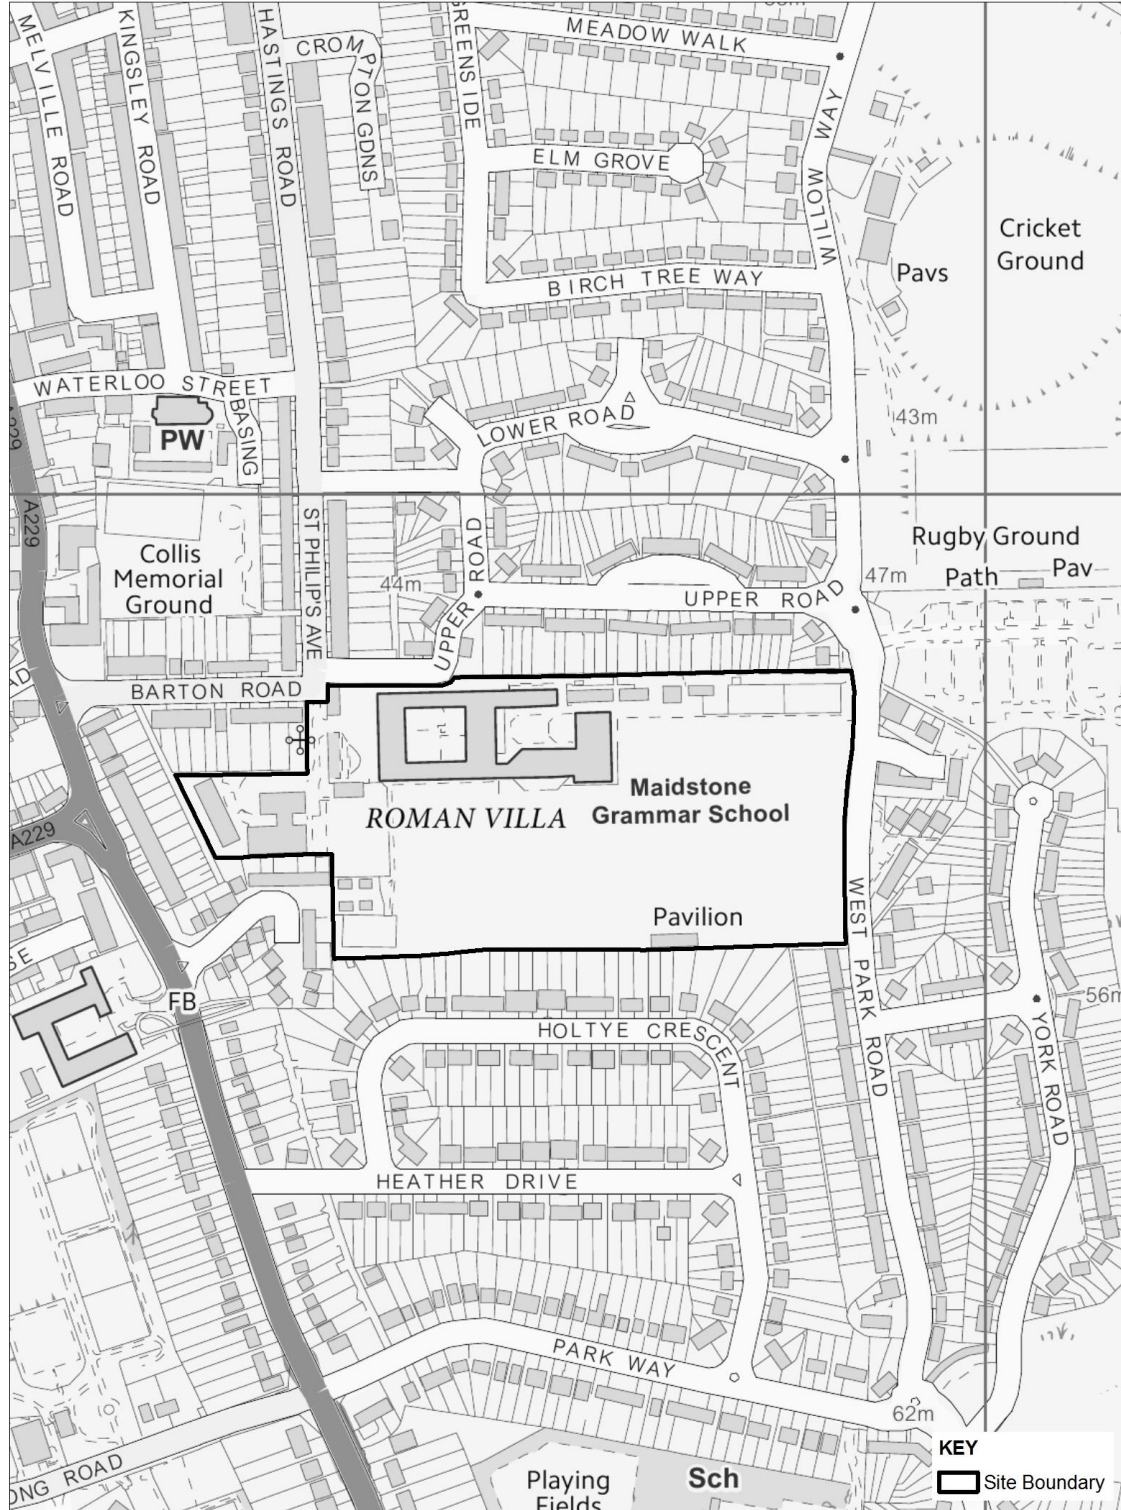 MEADOW WALK
MELVILLE ROAD
KINGSLEY ROAD
HASTINGS ROAD
CROMPTON GDNS
GREENSIDE
WILLOW WAY
ELM GROVE
Cricket
Ground
BIRCH TREE WAY
Pavs
WATERLOO STREET
BASING
PW
LOWER ROAD
43m
A229
ST PHILIP'S AVE
Collis
Memorial
Ground
44m
UPPER ROAD
UPPER ROAD
47m
Rugby Ground
Path
Pav
BARTON ROAD
Maidstone
Grammar School
ROMAN VILLA
A229
WEST PARK ROAD
Pavilion
FB
56m
HOLTYE CRESCENT
YORK ROAD
HEATHER DRIVE
PARK WAY
62m
ONG ROAD
Playing
Fields
Sch
KEY
Site Boundary